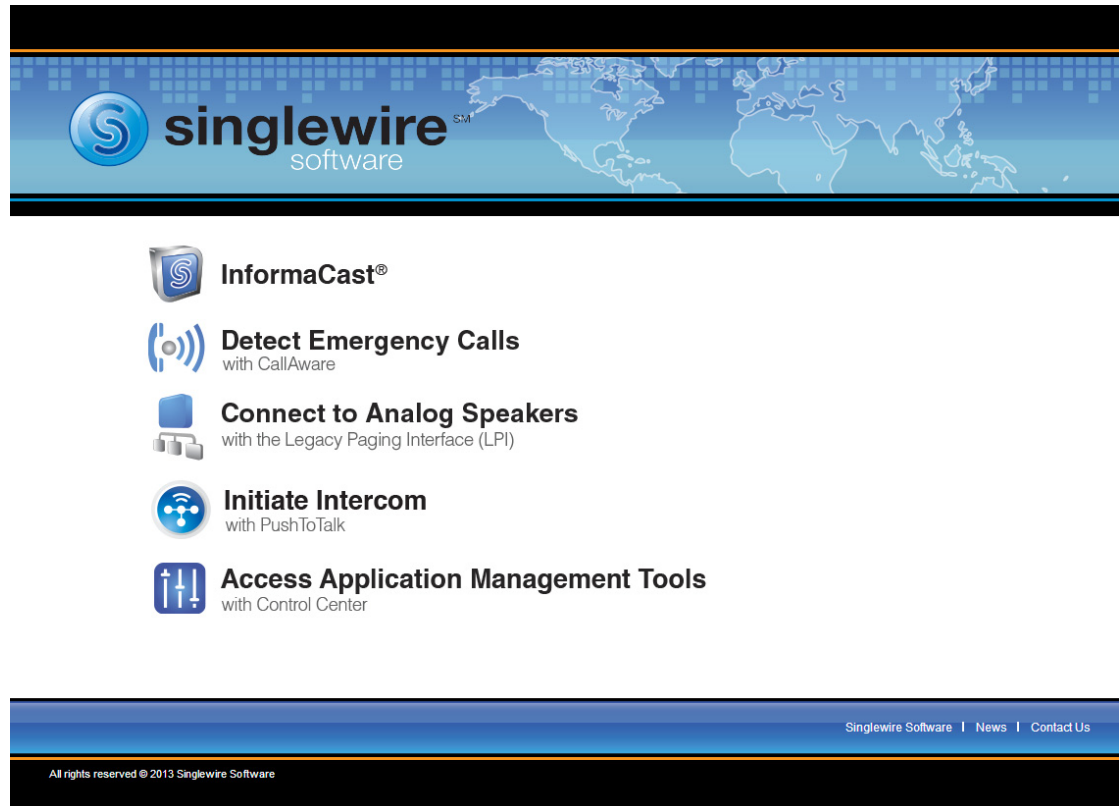 singlewire SM
software
InformaCast®
Detect Emergency Calls
with CallAware
Connect to Analog Speakers
with the Legacy Paging Interface (LPI)
Initiate Intercom
with PushToTalk
Access Application Management Tools
with Control Center
Singlewire Software | News | Contact Us
All rights reserved © 2013 Singlewire Software